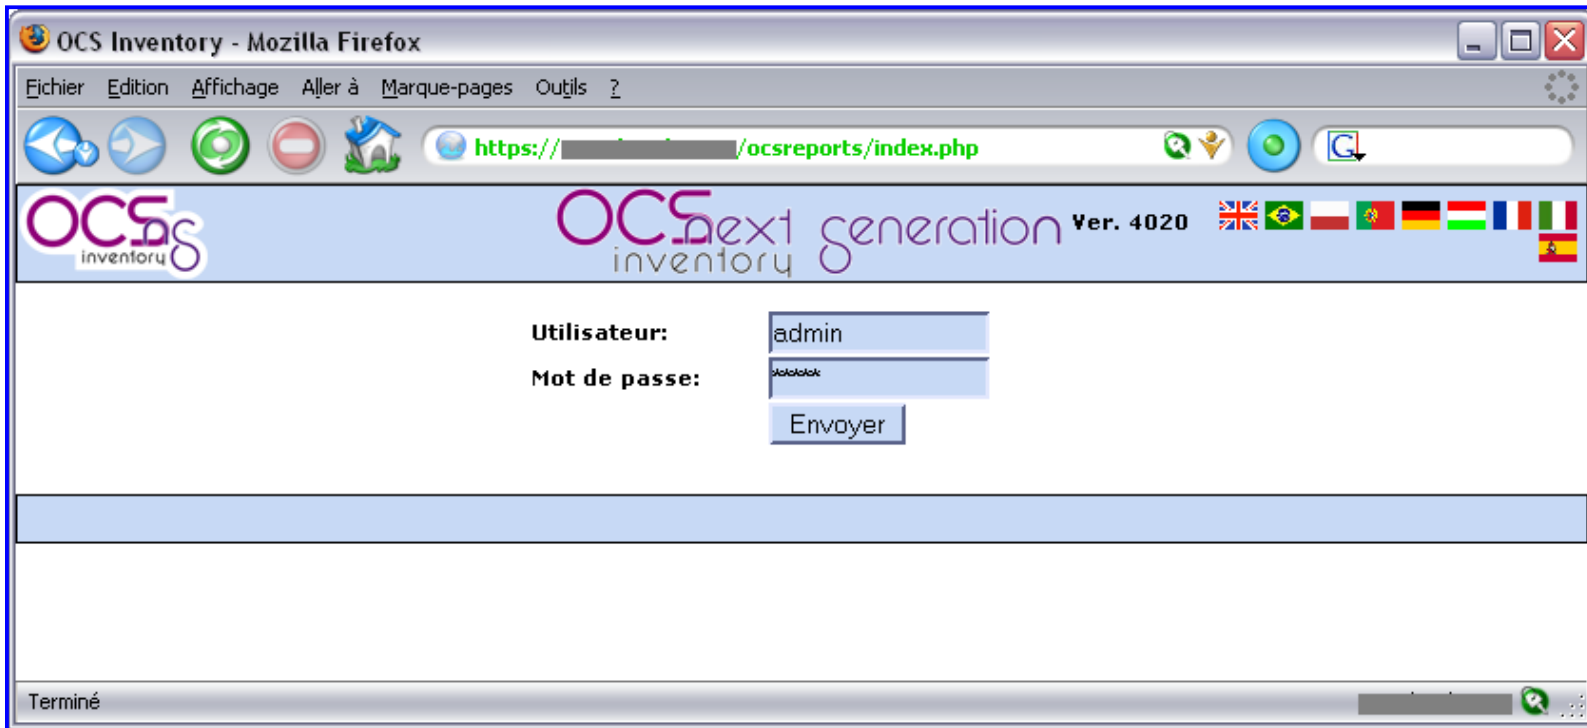 OCS Inventory - Mozilla Firefox
Fichier Edition Affichage Aller à Marque-pages Outils ?
https:// /ocsreports/index.php G
OCS ng inventory
OCS inventory next generation Ver. 4020
Utilisateur: admin
Mot de passe: ******
Envoyer
Terminé